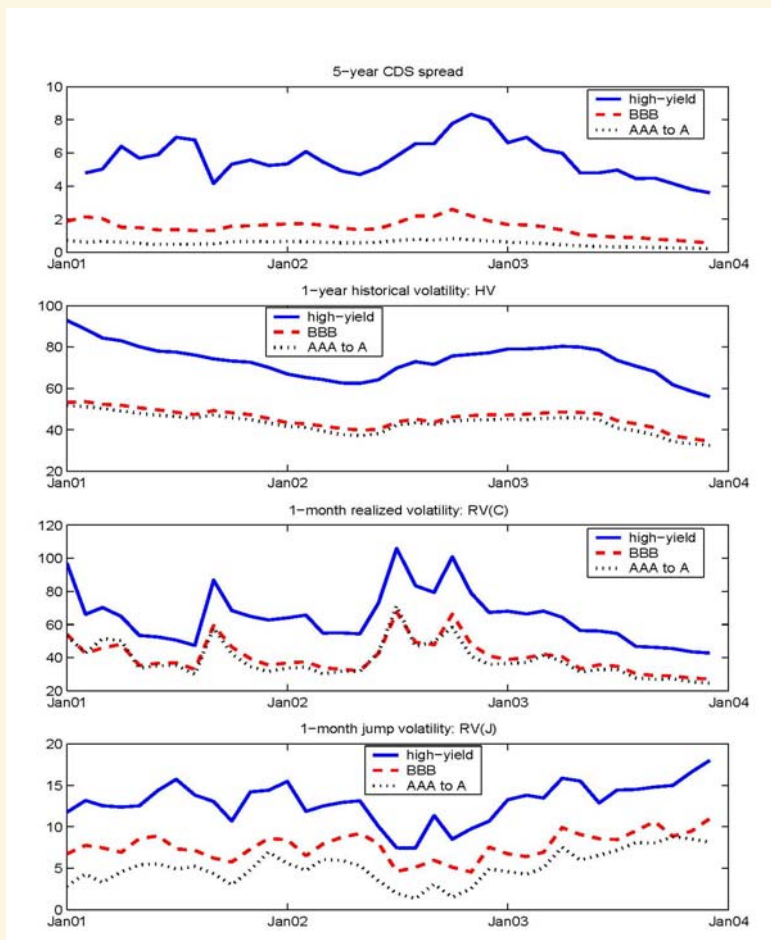 5-year CDS spread
10
8
6
4
2
0
high-yield
BBB
AAA to A
Jan01 Jan02 Jan03 Jan04
1-year historical volatility: HV
100
80
60
40
20
high-yield
BBB
AAA to A
Jan01 Jan02 Jan03 Jan04
1-month realized volatility: RV(C)
120
100
80
60
40
20
high-yield
BBB
AAA to A
Jan01 Jan02 Jan03 Jan04
1-month jump volatility: RV(J)
20
15
10
5
0
high-yield
BBB
AAA to A
Jan01 Jan02 Jan03 Jan04